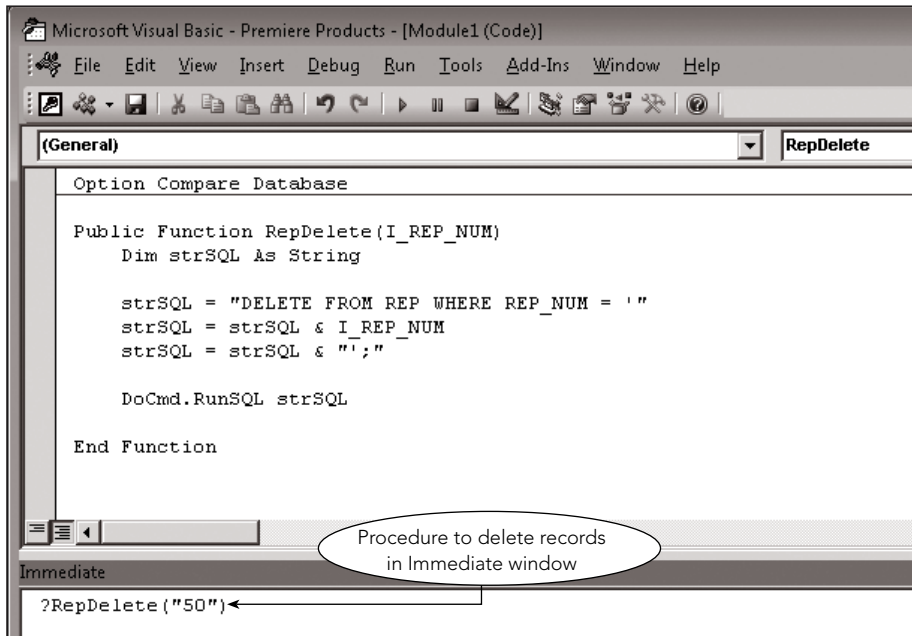 Microsoft Visual Basic - Premiere Products - [Module1 (Code)]
File Edit View Insert Debug Run Tools Add-Ins Window Help
(General) RepDelete
Option Compare Database
Public Function RepDelete(I_REP_NUM)
Dim strSQL As String
strSQL = "DELETE FROM REP WHERE REP_NUM = '"
strSQL = strSQL & I_REP_NUM
strSQL = strSQL & "';"
DoCmd.RunSQL strSQL
End Function
Procedure to delete records
in Immediate window
Immediate
?RepDelete("50")